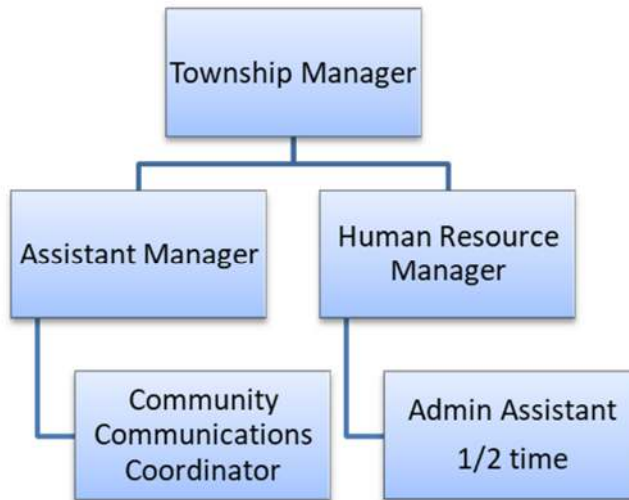 Township Manager
Assistant Manager
Human Resource
Manager
Community
Communications
Coordinator
Admin Assistant
1/2 time